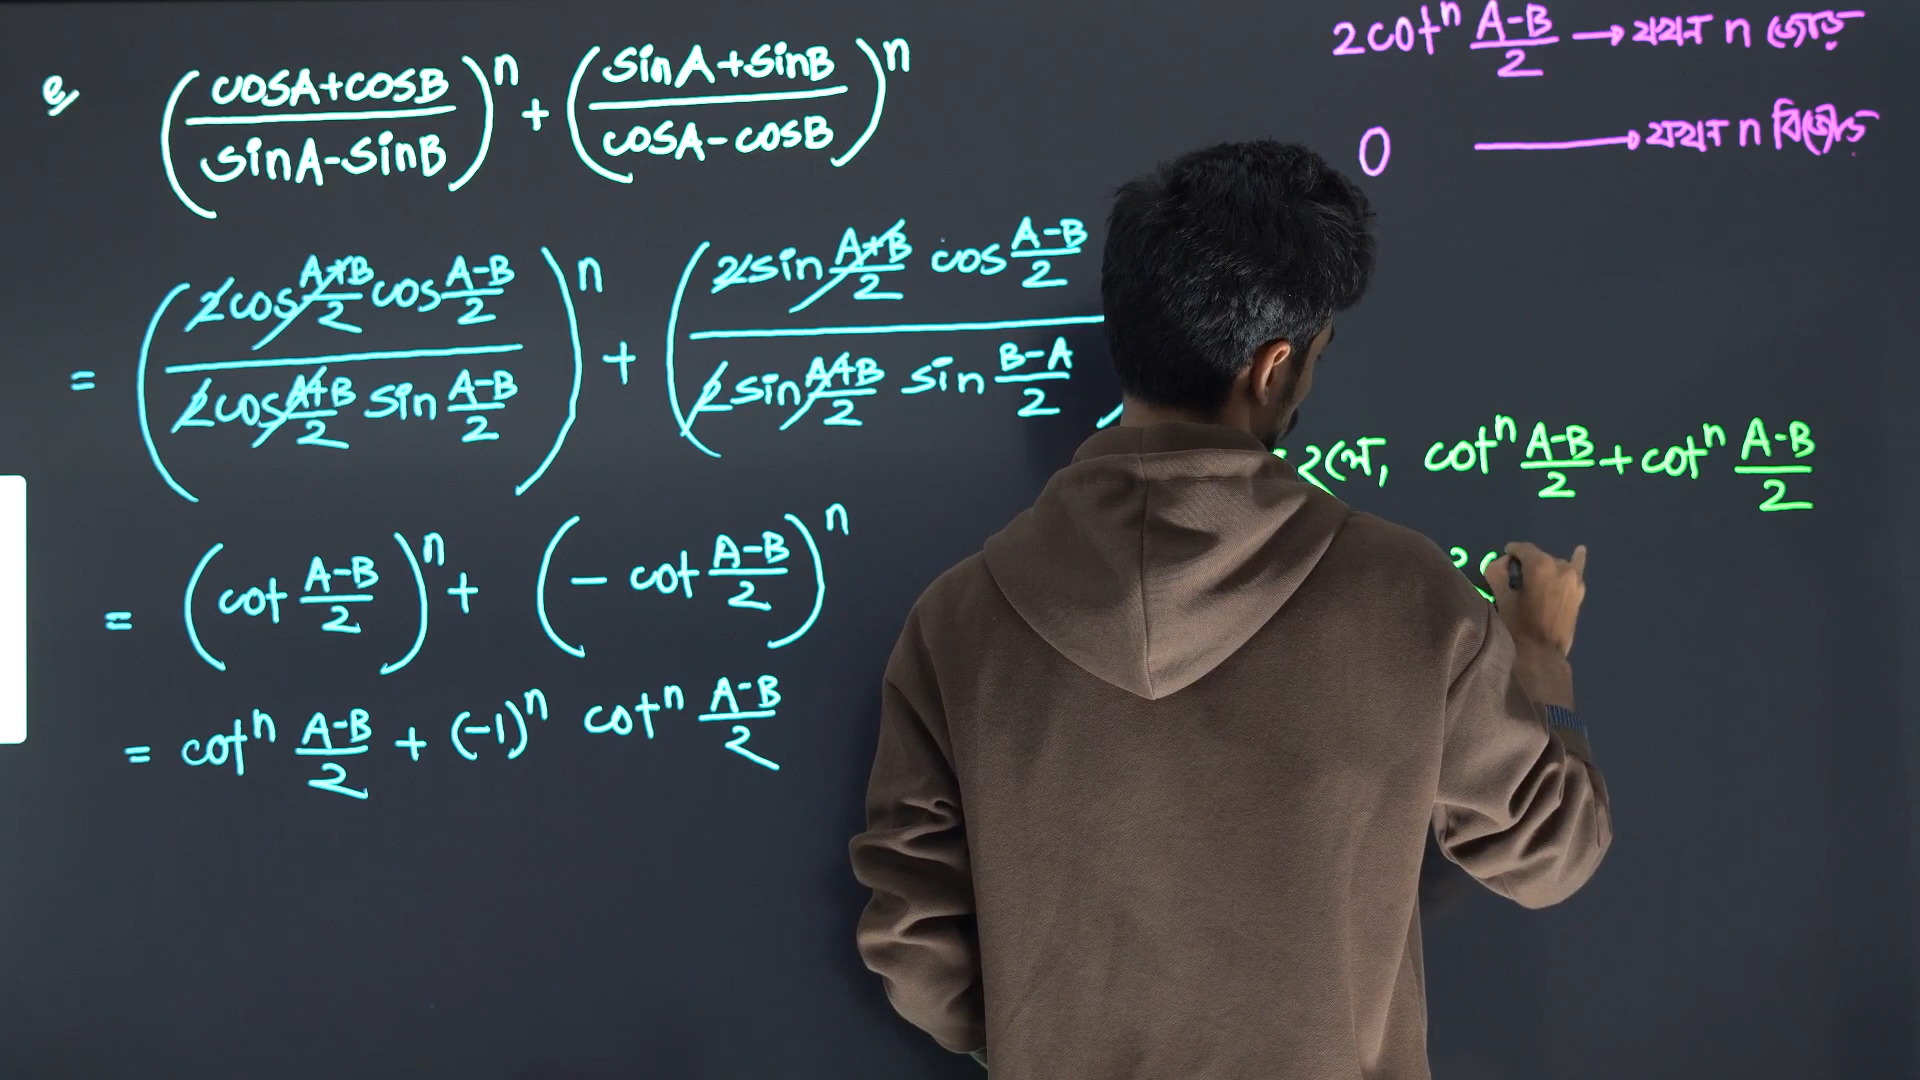 e/
(cosA+cosB / sinA-sinB)^n + (sinA+sinB / cosA-cosB)^n
= (2cos A+B/2 cos A-B/2 / 2cos A+B/2 sin A-B/2)^n + (2sin A+B/2 cos A-B/2 / 2sin A+B/2 sin B-A/2
= (cot A-B/2)^n + (- cot A-B/2)^n
= cot^n A-B/2 + (-1)^n cot^n A-B/2
2cot^n A-B/2 → যখন n জোড়
0 → যখন n বিজোড়
হলে, cot^n A-B/2 + cot^n A-B/2